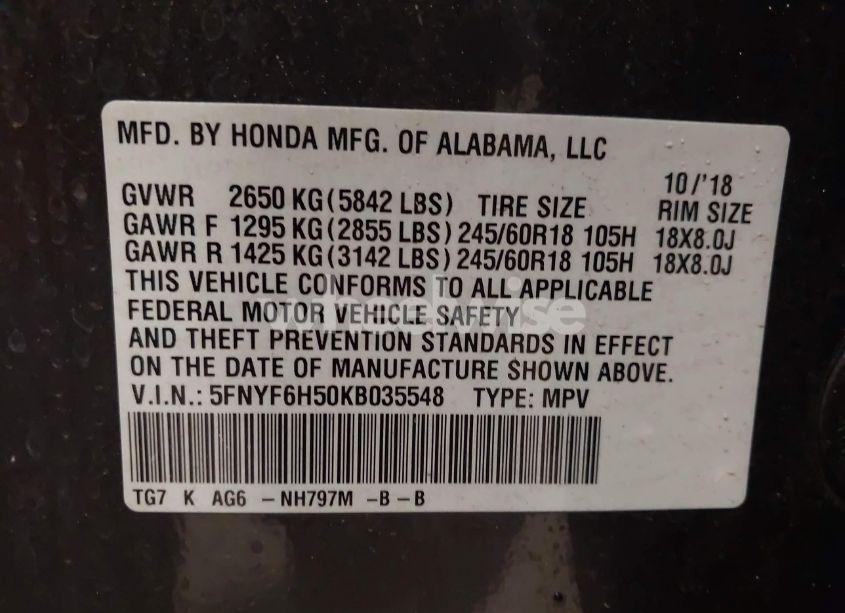 MFD. BY HONDA MFG. OF ALABAMA, LLC
10/'18
GVWR 2650 KG (5842 LBS) TIRE SIZE RIM SIZE
GAWR F 1295 KG (2855 LBS) 245/60R18 105H 18X8.0J
GAWR R 1425 KG (3142 LBS) 245/60R18 105H 18X8.0J
THIS VEHICLE CONFORMS TO ALL APPLICABLE
FEDERAL MOTOR VEHICLE SAFETY
AND THEFT PREVENTION STANDARDS IN EFFECT
ON THE DATE OF MANUFACTURE SHOWN ABOVE.
V.I.N.: 5FNYF6H50KB035548 TYPE: MPV
TG7 K AG6 - NH797M - B - B